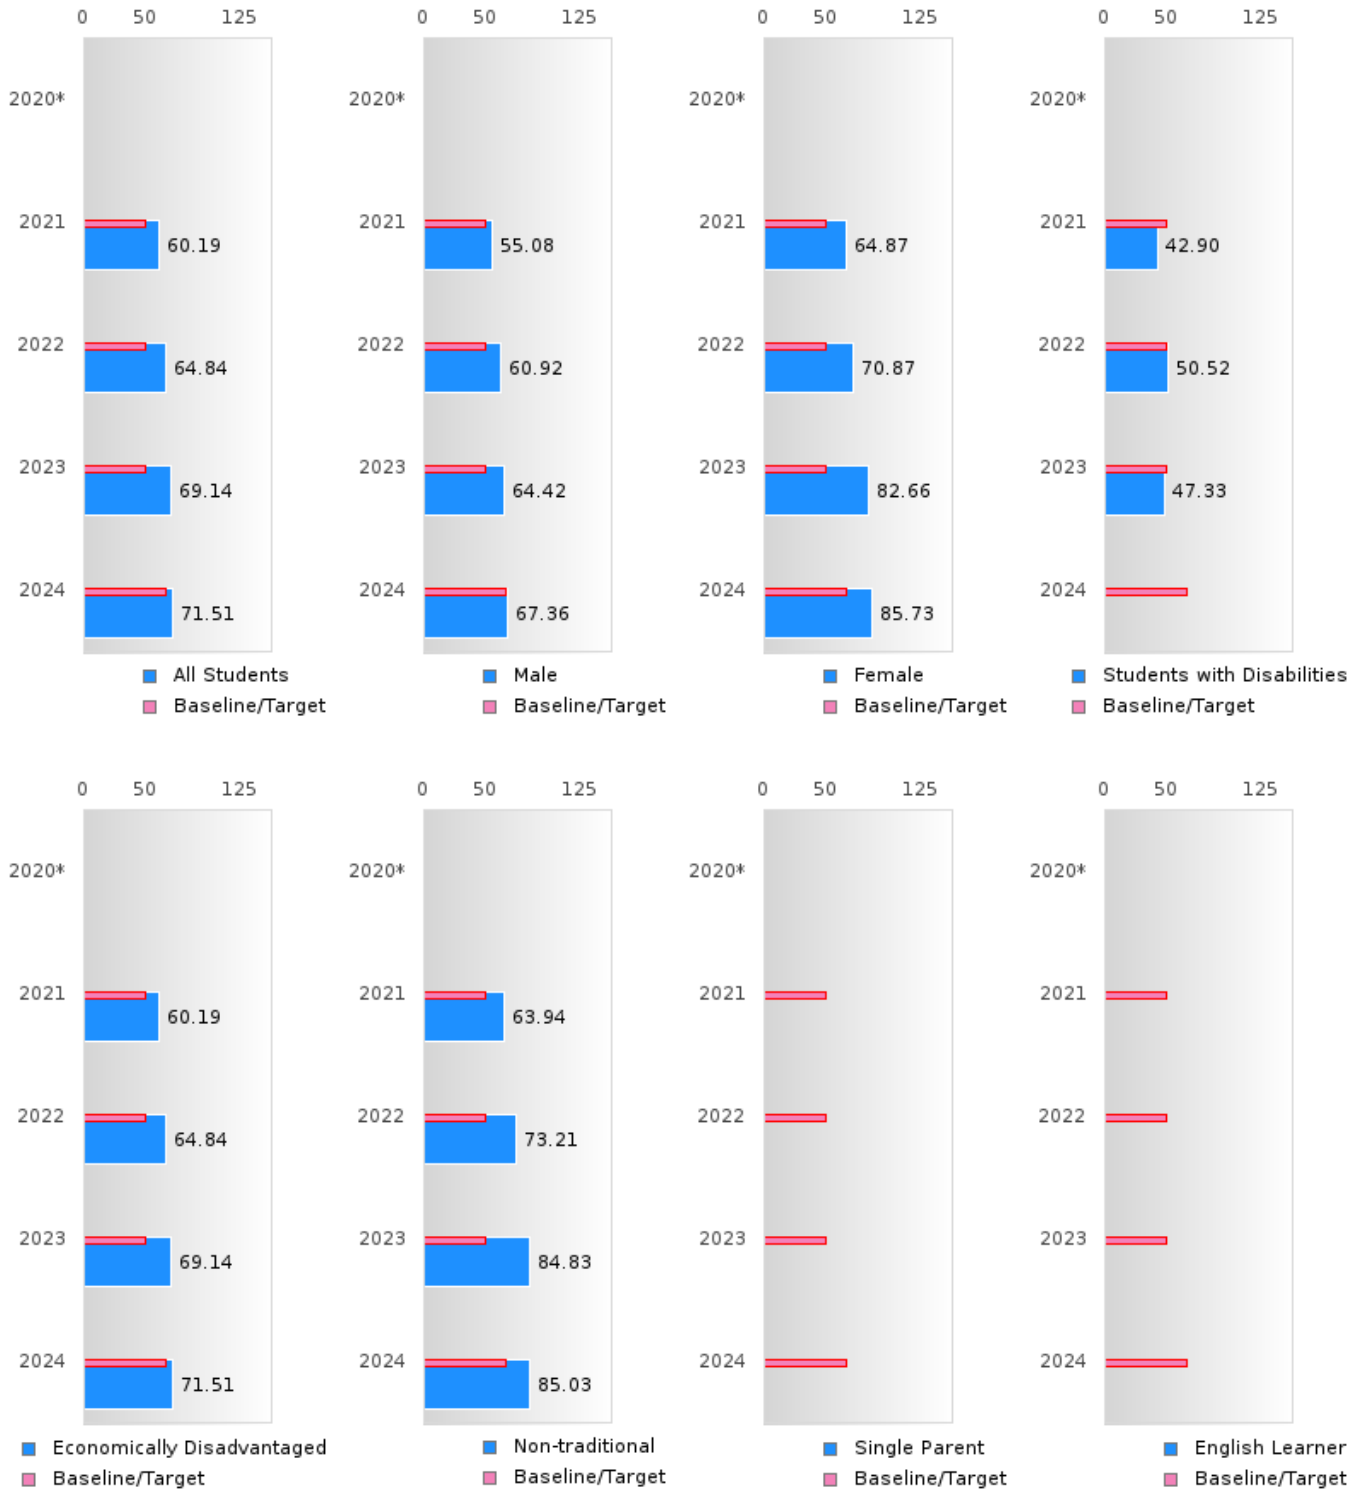 0 50 125
2020*
2021 60.19
2022 64.84
2023 69.14
2024 71.51
All Students
Baseline/Target
0 50 125
2020*
2021 55.08
2022 60.92
2023 64.42
2024 67.36
Male
Baseline/Target
0 50 125
2020*
2021 64.87
2022 70.87
2023 82.66
2024 85.73
Female
Baseline/Target
0 50 125
2020*
2021 42.90
2022 50.52
2023 47.33
2024
Students with Disabilities
Baseline/Target
0 50 125
2020*
2021 60.19
2022 64.84
2023 69.14
2024 71.51
Economically Disadvantaged
Baseline/Target
0 50 125
2020*
2021 63.94
2022 73.21
2023 84.83
2024 85.03
Non-traditional
Baseline/Target
0 50 125
2020*
2021
2022
2023
2024
Single Parent
Baseline/Target
0 50 125
2020*
2021
2022
2023
2024
English Learner
Baseline/Target